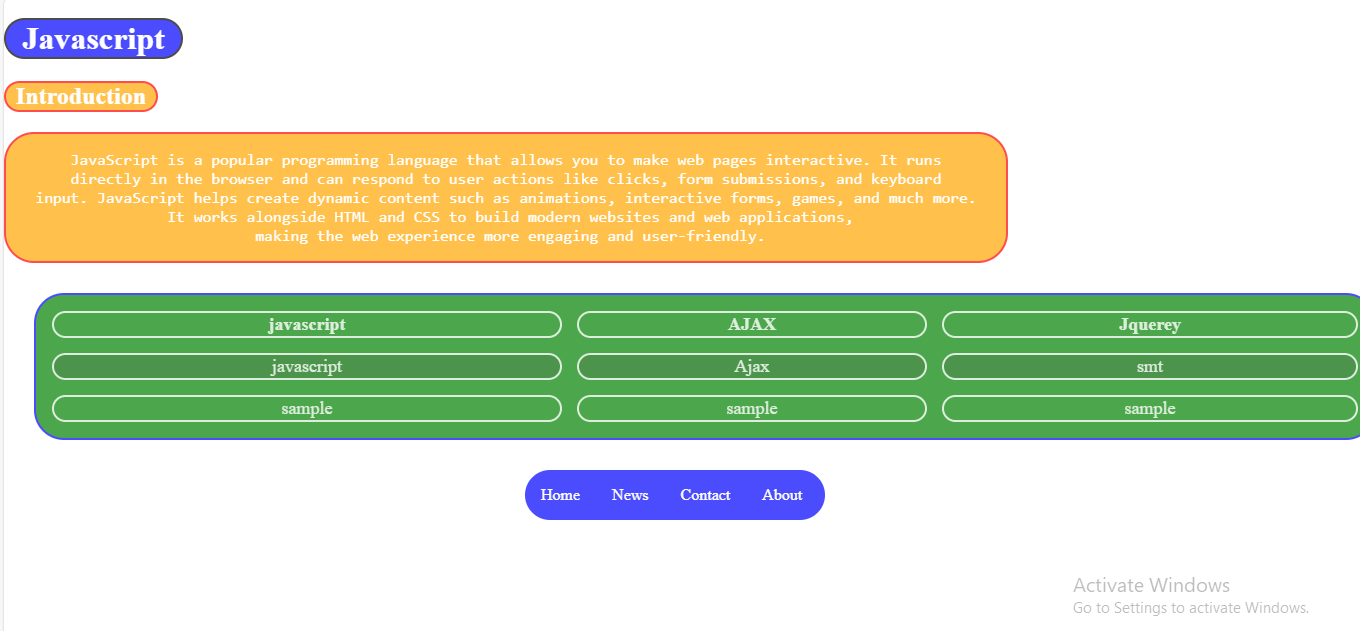 Javascript
Introduction
JavaScript is a popular programming language that allows you to make web pages interactive. It runs
directly in the browser and can respond to user actions like clicks, form submissions, and keyboard
input. JavaScript helps create dynamic content such as animations, interactive forms, games, and much more.
It works alongside HTML and CSS to build modern websites and web applications,
making the web experience more engaging and user-friendly.
javascript AJAX Jquerey
javascript Ajax smt
sample sample sample
Home News Contact About
Activate Windows
Go to Settings to activate Windows.